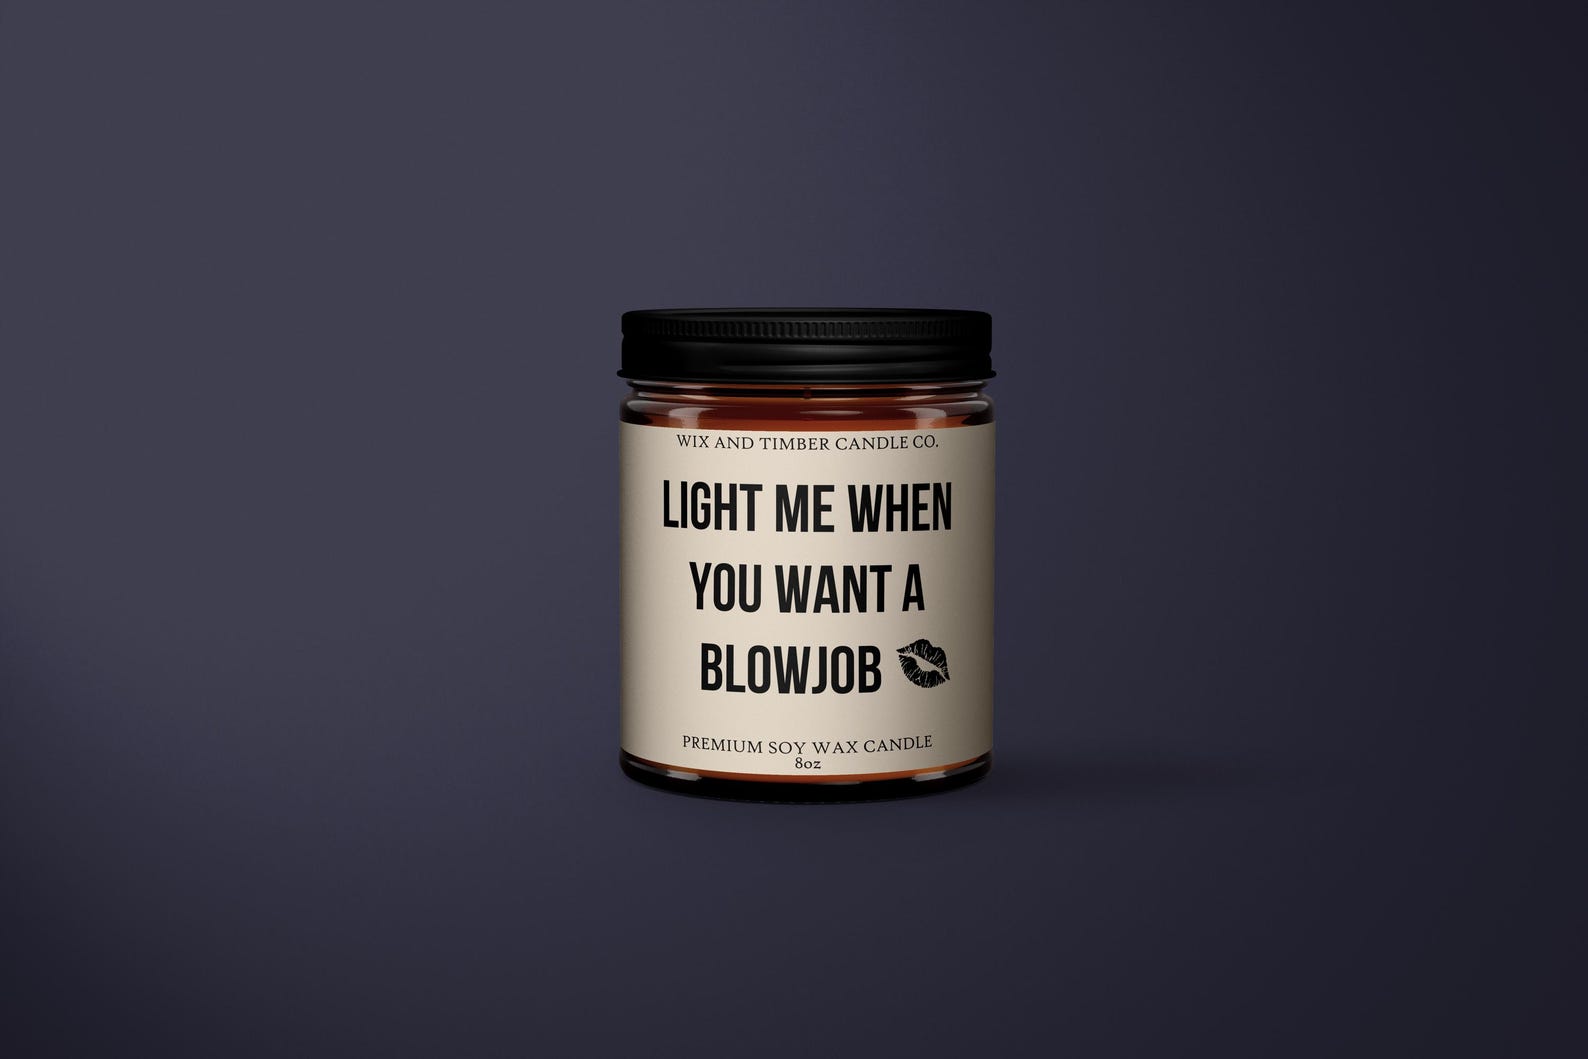 WIX AND TIMBER CANDLE CO.
LIGHT ME WHEN
YOU WANT A
BLOWJOB
PREMIUM SOY WAX CANDLE
8oz